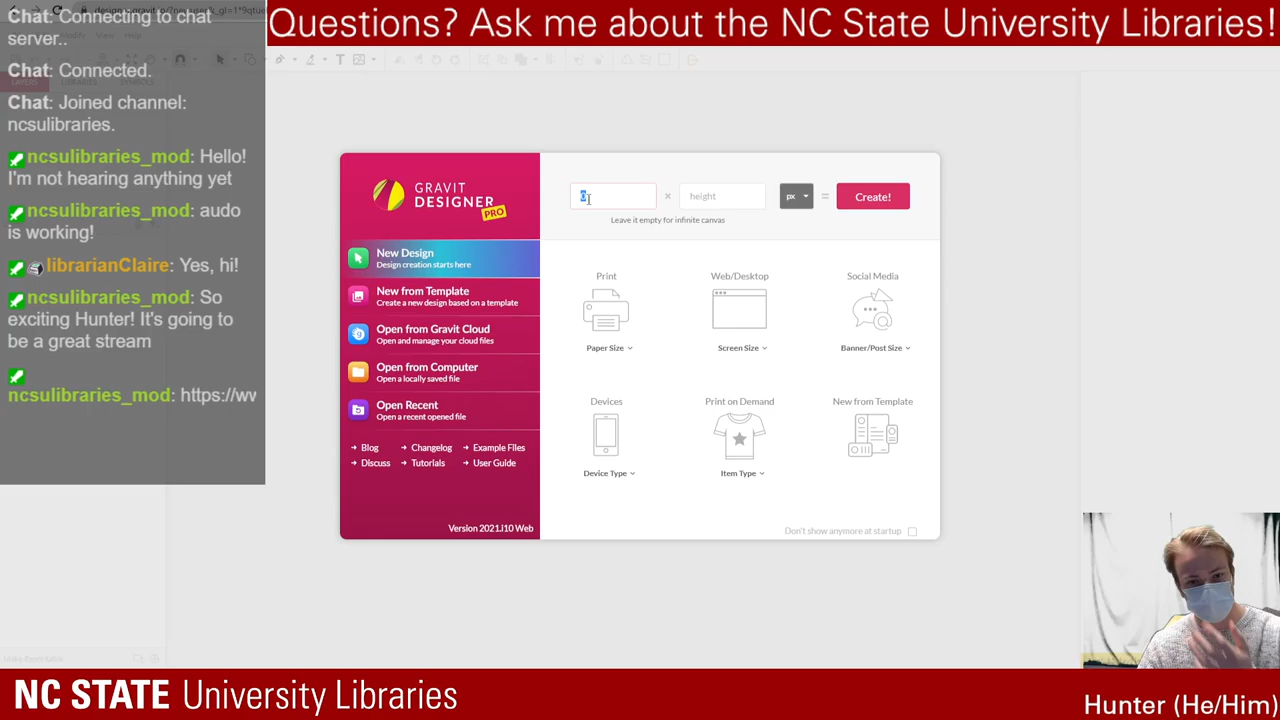 Questions? Ask me about the NC State University Libraries!
Chat: Connecting to chat
server..
Chat: Connected.
Chat: Joined channel:
ncsulibraries.
ncsulibraries_mod: Hello!
I'm not hearing anything yet
ncsulibraries_mod: audo
is working!
librarianClaire: Yes, hi!
ncsulibraries_mod: So
exciting Hunter! It's going to
be a great stream
ncsulibraries_mod: https://wv
GRAVIT
DESIGNER
PRO
New Design
Design creation starts here
New from Template
Create a new design based on a template
Open from Gravit Cloud
Open and manage your cloud files
Open from Computer
Open a locally saved file
Open Recent
Open a recent opened file
Blog Changelog Example Files
Discuss Tutorials User Guide
Version 2021.i10 Web
0 × height px = Create!
Leave it empty for infinite canvas
Print Web/Desktop Social Media
Paper Size Screen Size Banner/Post Size
Devices Print on Demand New from Template
Device Type Item Type
Don't show anymore at startup
NC STATE University Libraries
Hunter (He/Him)